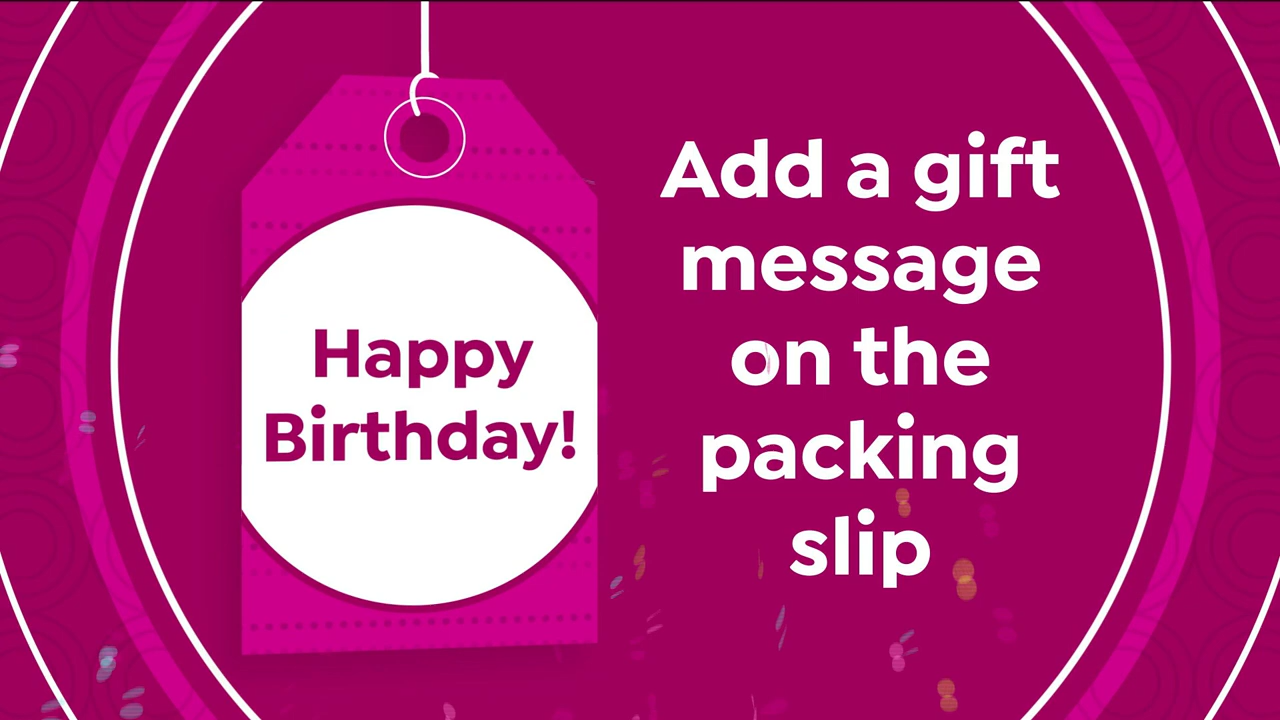 Happy
Birthday!
Add a gift
message
on the
packing
slip